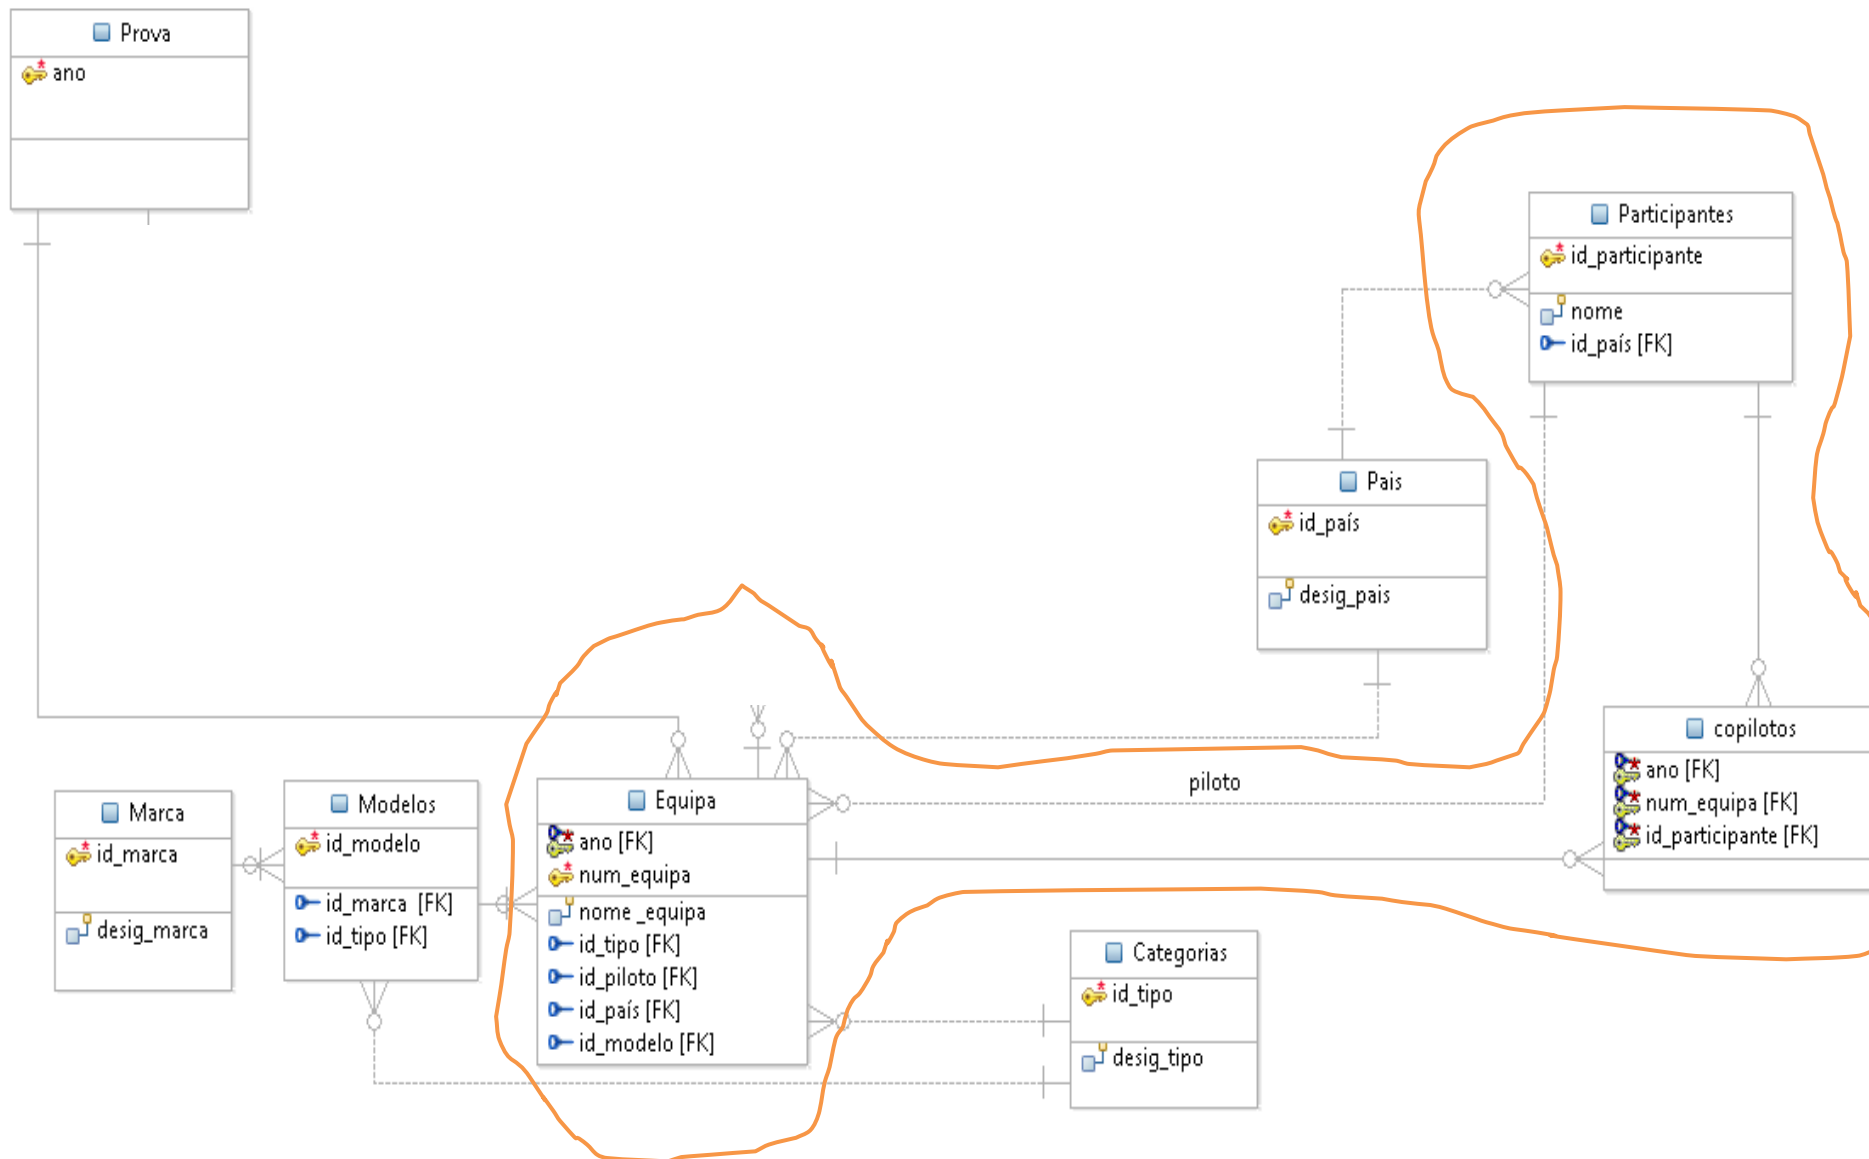 Prova
ano
Participantes
id_participante
nome
id_país [FK]
Pais
id_país
desig_pais
copilotos
ano [FK]
num_equipa [FK]
id_participante [FK]
piloto
Equipa
ano [FK]
num_equipa
nome _equipa
id_tipo [FK]
id_piloto [FK]
id_país [FK]
id_modelo [FK]
Modelos
id_modelo
id_marca [FK]
id_tipo [FK]
Marca
id_marca
desig_marca
Categorias
id_tipo
desig_tipo